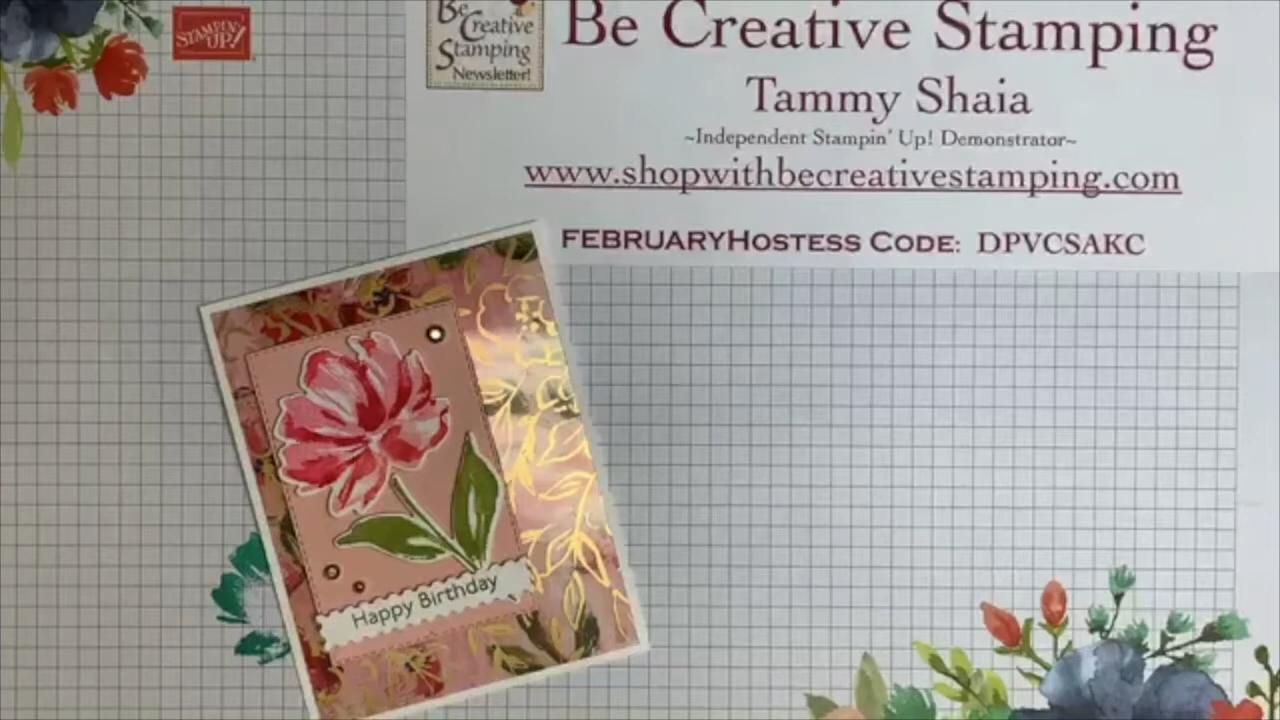 STAMPIN' UP!
Be
Creative
Stamping
Newsletter!
Be Creative Stamping
Tammy Shaia
~Independent Stampin' Up! Demonstrator~
www.shopwithbecreativestamping.com
FEBRUARYHOSTESS CODE: DPVCSAKC
Happy Birthday